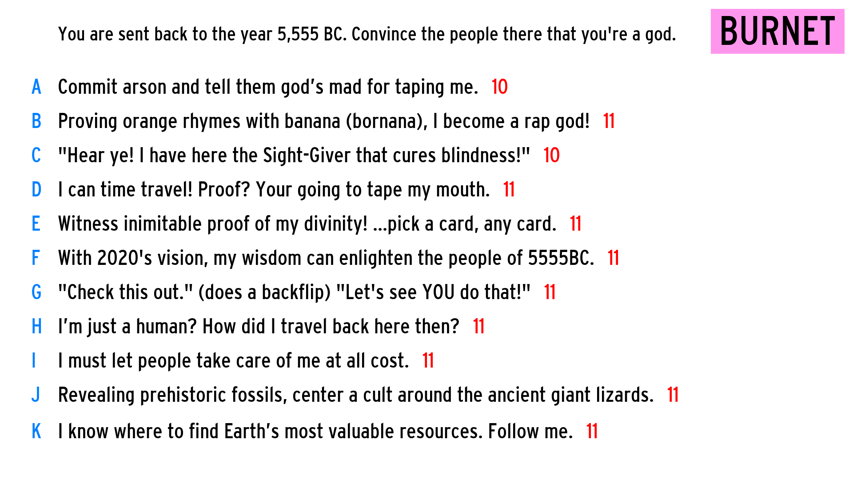 You are sent back to the year 5,555 BC. Convince the people there that you're a god.
BURNET
A Commit arson and tell them god's mad for taping me. 10
B Proving orange rhymes with banana (bornana), I become a rap god! 11
C "Hear ye! I have here the Sight-Giver that cures blindness!" 10
D I can time travel! Proof? Your going to tape my mouth. 11
E Witness inimitable proof of my divinity! ...pick a card, any card. 11
F With 2020's vision, my wisdom can enlighten the people of 5555BC. 11
G "Check this out." (does a backflip) "Let's see YOU do that!" 11
H I'm just a human? How did I travel back here then? 11
I I must let people take care of me at all cost. 11
J Revealing prehistoric fossils, center a cult around the ancient giant lizards. 11
K I know where to find Earth's most valuable resources. Follow me. 11